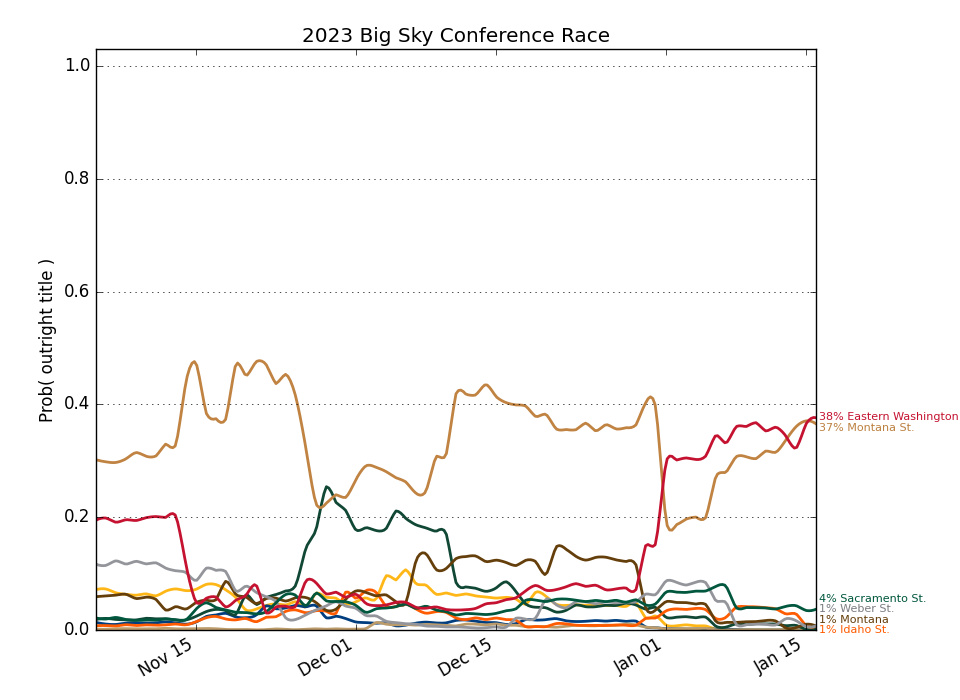 2023 Big Sky Conference Race
Prob( outright title )
1.0
0.8
0.6
0.4
0.2
0.0
Nov 15
Dec 01
Dec 15
Jan 01
Jan 15
38% Eastern Washington
37% Montana St.
4% Sacramento St.
1% Weber St.
1% Montana
1% Idaho St.